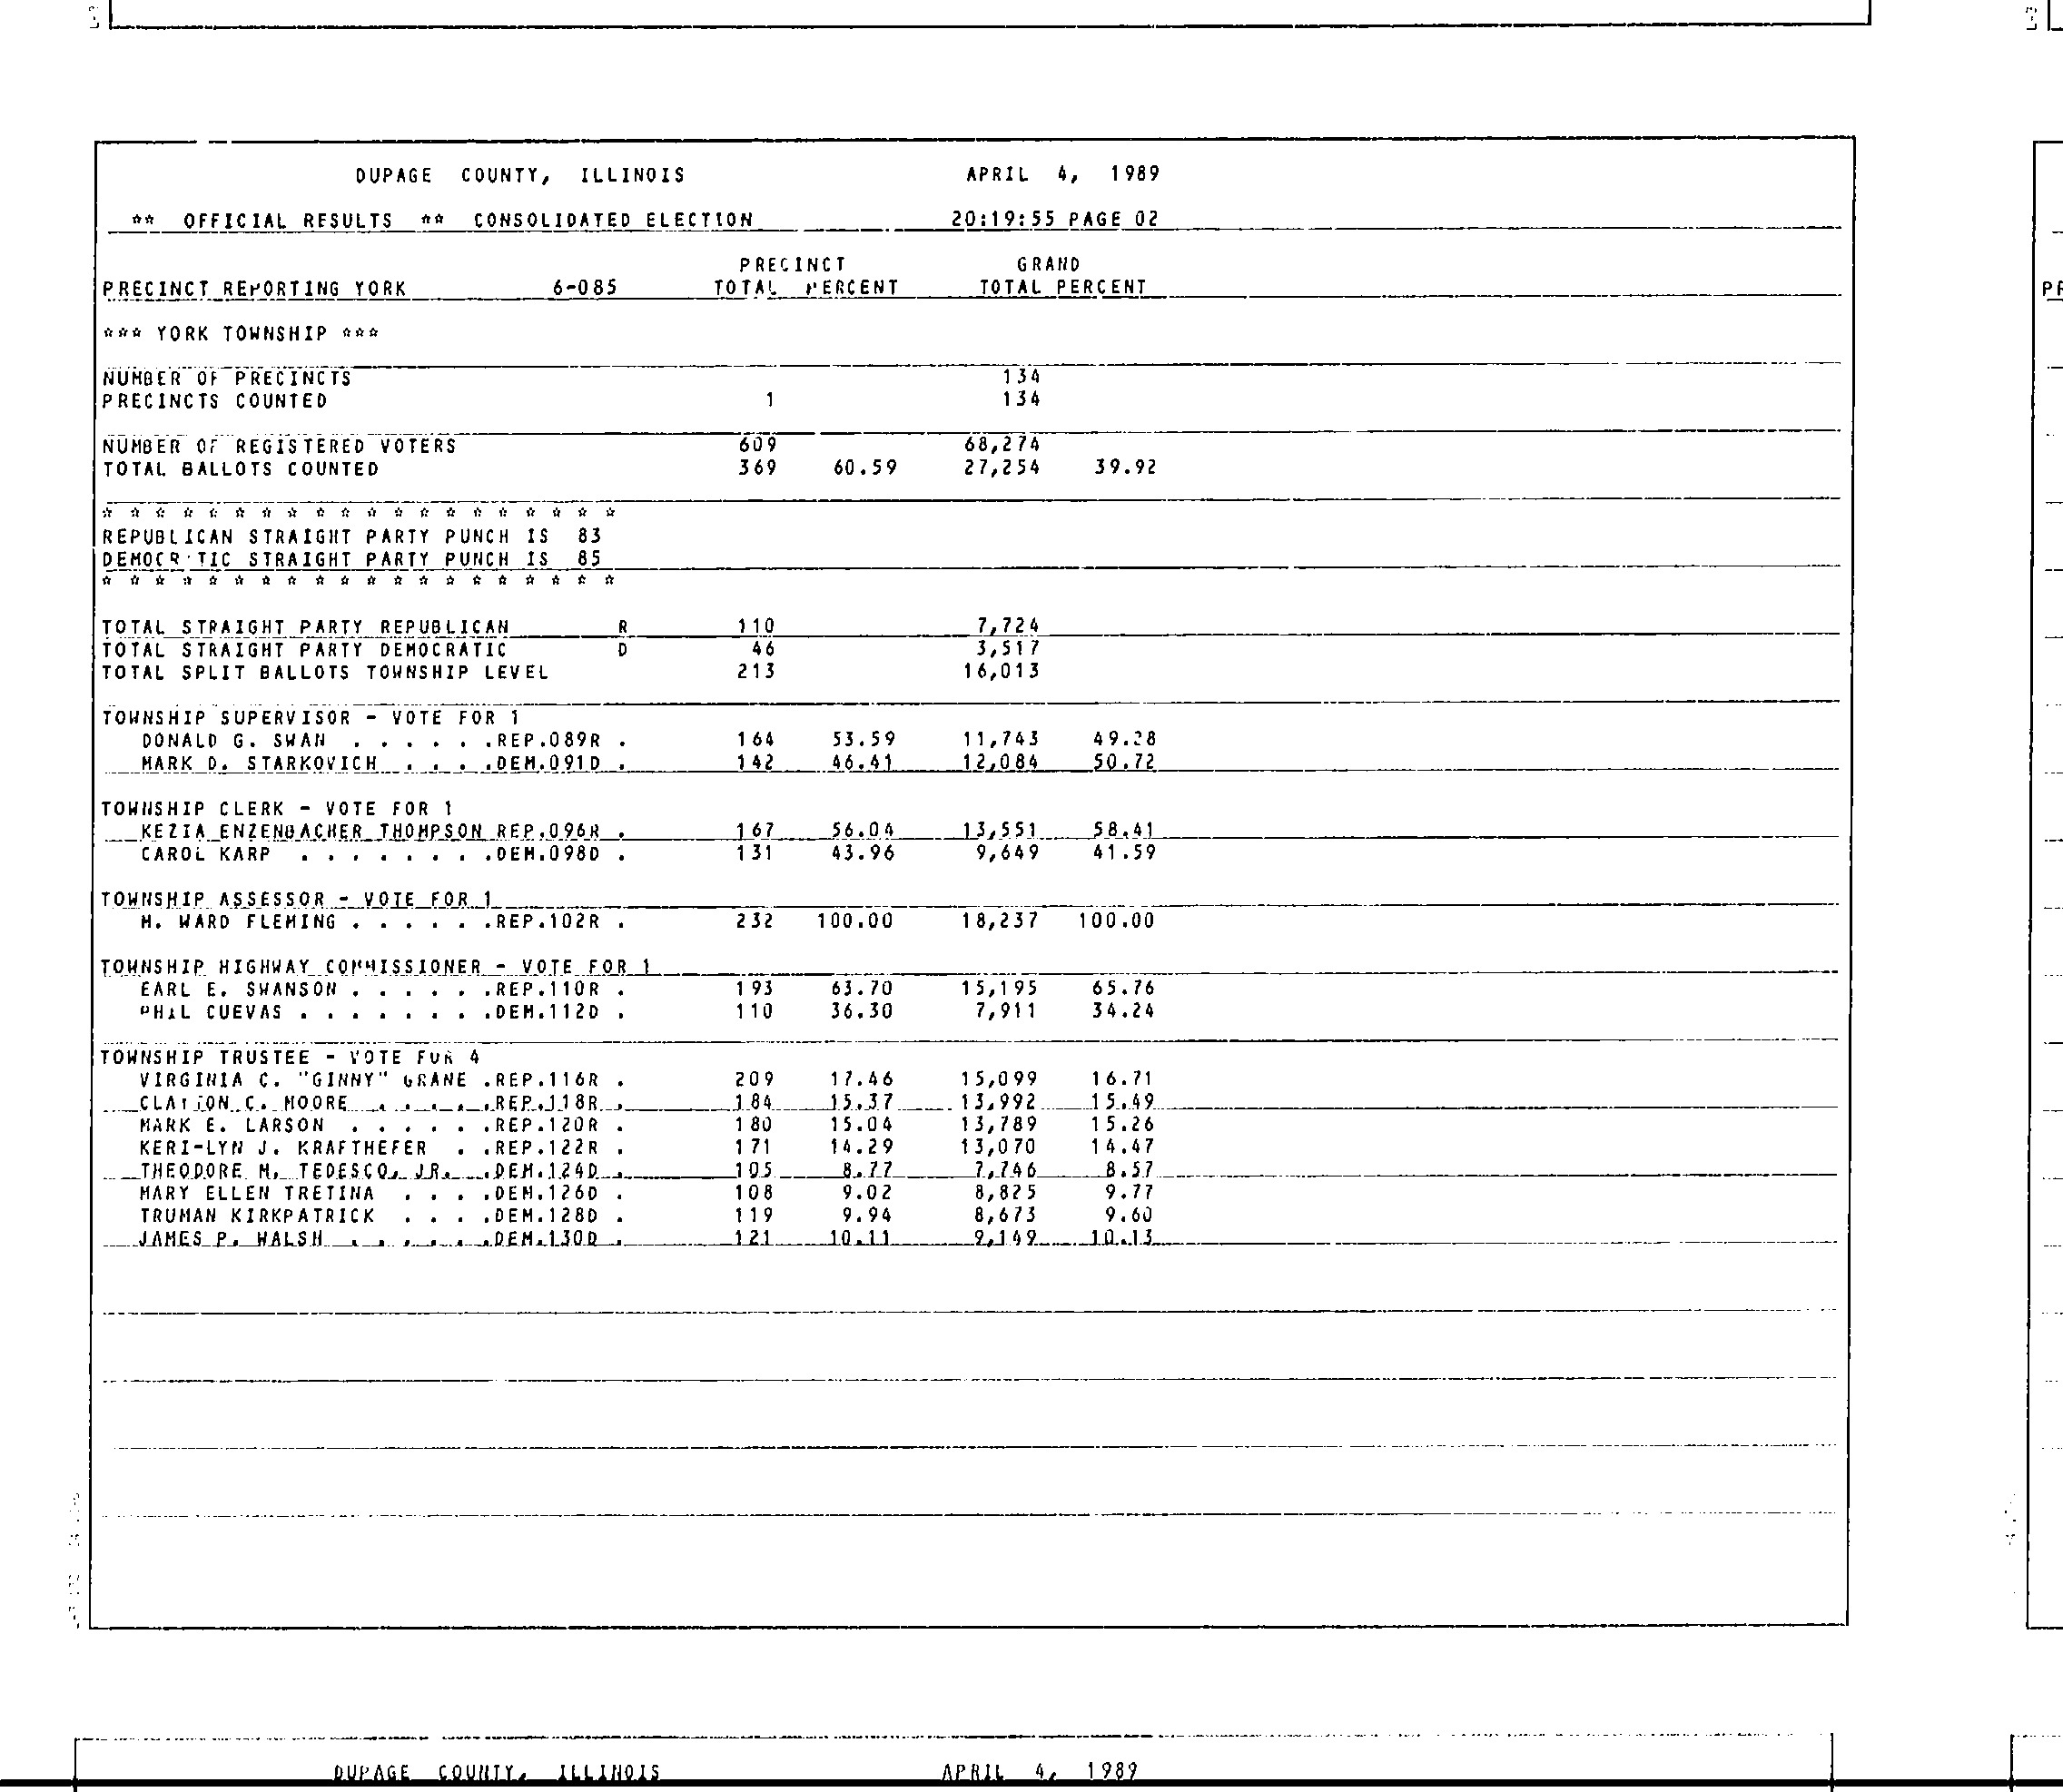 DUPAGE COUNTY, ILLINOIS APRIL 4, 1989
** OFFICIAL RESULTS ** CONSOLIDATED ELECTION 20:19:55 PAGE 02
PRECINCT GRAND
PRECINCT REPORTING YORK 6-085 TOTAL PERCENT TOTAL PERCENT
*** YORK TOWNSHIP ***
NUMBER OF PRECINCTS 134
PRECINCTS COUNTED 1 134
NUMBER OF REGISTERED VOTERS 609 68,274
TOTAL BALLOTS COUNTED 369 60.59 27,254 39.92
* * * * * * * * * * * * * * * * * * * *
REPUBLICAN STRAIGHT PARTY PUNCH IS 83
DEMOCRATIC STRAIGHT PARTY PUNCH IS 85
* * * * * * * * * * * * * * * * * * * *
TOTAL STRAIGHT PARTY REPUBLICAN R 110 7,724
TOTAL STRAIGHT PARTY DEMOCRATIC D 46 3,517
TOTAL SPLIT BALLOTS TOWNSHIP LEVEL 213 16,013
TOWNSHIP SUPERVISOR - VOTE FOR 1
DONALD G. SWAN . . . . . .REP.089R . 164 53.59 11,743 49.28
MARK D. STARKOVICH . . . .DEM.091D . 142 46.41 12,084 50.72
TOWNSHIP CLERK - VOTE FOR 1
KEZIA ENZENBACHER THOMPSON REP.096R . 167 56.04 13,551 58.41
CAROL KARP . . . . . . . .DEM.098D . 131 43.96 9,649 41.59
TOWNSHIP ASSESSOR - VOTE FOR 1
M. WARD FLEMING . . . . . .REP.102R . 232 100.00 18,237 100.00
TOWNSHIP HIGHWAY COMMISSIONER - VOTE FOR 1
EARL E. SWANSON . . . . . .REP.110R . 193 63.70 15,195 65.76
PHIL CUEVAS . . . . . . . .DEM.112D . 110 36.30 7,911 34.24
TOWNSHIP TRUSTEE - VOTE FOR 4
VIRGINIA C. "GINNY" GRANE .REP.116R . 209 17.46 15,099 16.71
CLAYTON C. MOORE . . . . .REP.118R . 184 15.37 13,992 15.49
MARK E. LARSON . . . . . .REP.120R . 180 15.04 13,789 15.26
KERI-LYN J. KRAFTHEFER . .REP.122R . 171 14.29 13,070 14.47
THEODORE M. TEDESCO, JR. .DEM.124D . 105 8.77 7,746 8.57
MARY ELLEN TRETINA . . . .DEM.126D . 108 9.02 8,825 9.77
TRUMAN KIRKPATRICK . . . .DEM.128D . 119 9.94 8,673 9.60
JAMES P. WALSH . . . . . .DEM.130D . 121 10.11 9,149 10.13
DUPAGE COUNTY, ILLINOIS APRIL 4, 1989